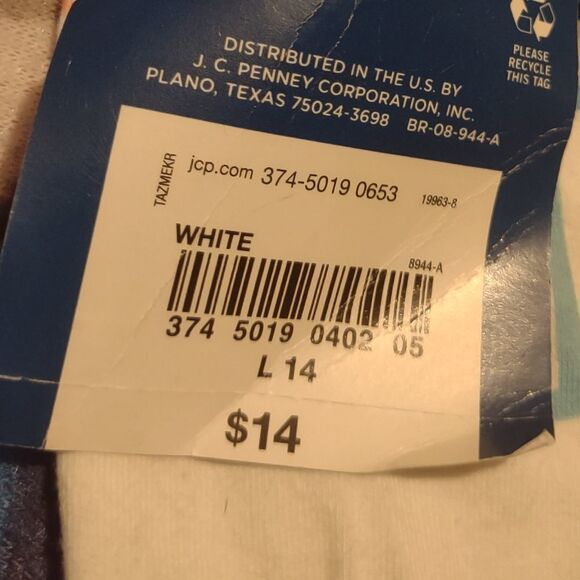 PLEASE
RECYCLE
THIS TAG
DISTRIBUTED IN THE U.S. BY
J. C. PENNEY CORPORATION, INC.
PLANO, TEXAS 75024-3698 BR-08-944-A
TAZMEKR
jcp.com 374-5019 0653
19963-8
WHITE
8944-A
374 5019 0402 05
L 14
$14